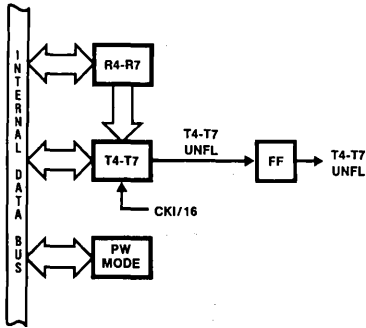 INTERNAL DATA BUS
R4-R7
T4-T7
T4-T7
UNFL
FF
T4-T7
UNFL
CKI/16
PW
MODE